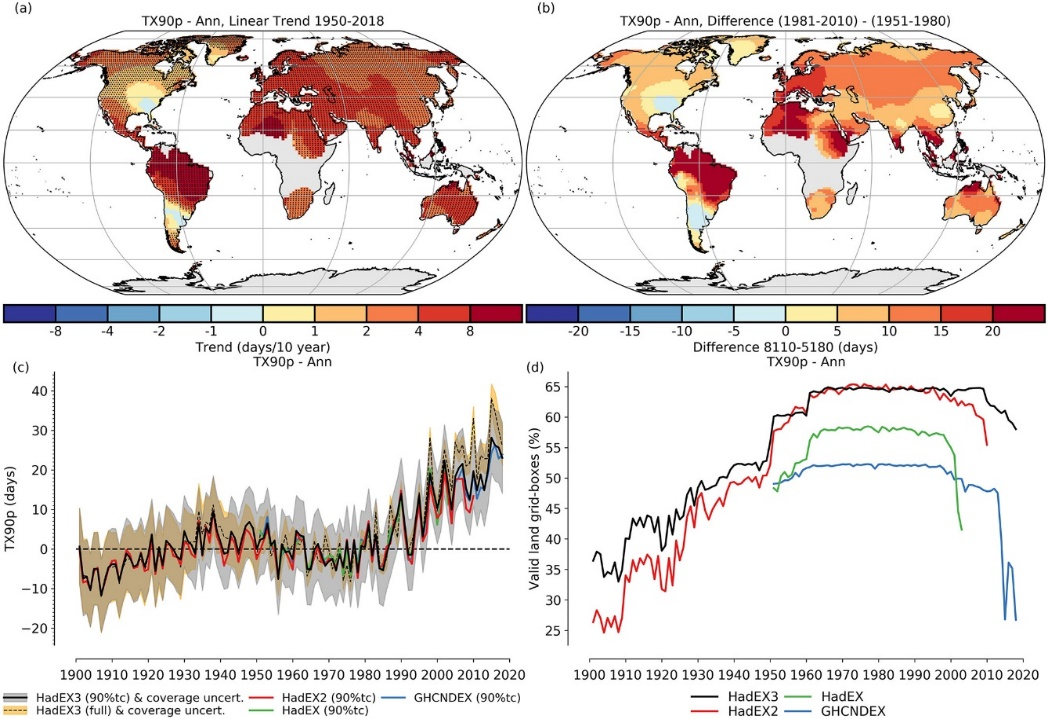 (a)
TX90p - Ann, Linear Trend 1950-2018
(b)
TX90p - Ann, Difference (1981-2010) - (1951-1980)
-8 -4 -2 -1 0 1 2 4 8
Trend (days/10 year)
-20 -15 -10 -5 0 5 10 15 20
Difference 8110-5180 (days)
(c)
TX90p - Ann
TX90p (days)
40
30
20
10
0
−10
−20
1900 1910 1920 1930 1940 1950 1960 1970 1980 1990 2000 2010 2020
HadEX3 (90%tc) & coverage uncert.
HadEX3 (full) & coverage uncert.
HadEX2 (90%tc)
HadEX (90%tc)
GHCNDEX (90%tc)
(d)
TX90p - Ann
Valid land grid-boxes (%)
65
60
55
50
45
40
35
30
25
1900 1910 1920 1930 1940 1950 1960 1970 1980 1990 2000 2010 2020
HadEX3
HadEX2
HadEX
GHCNDEX